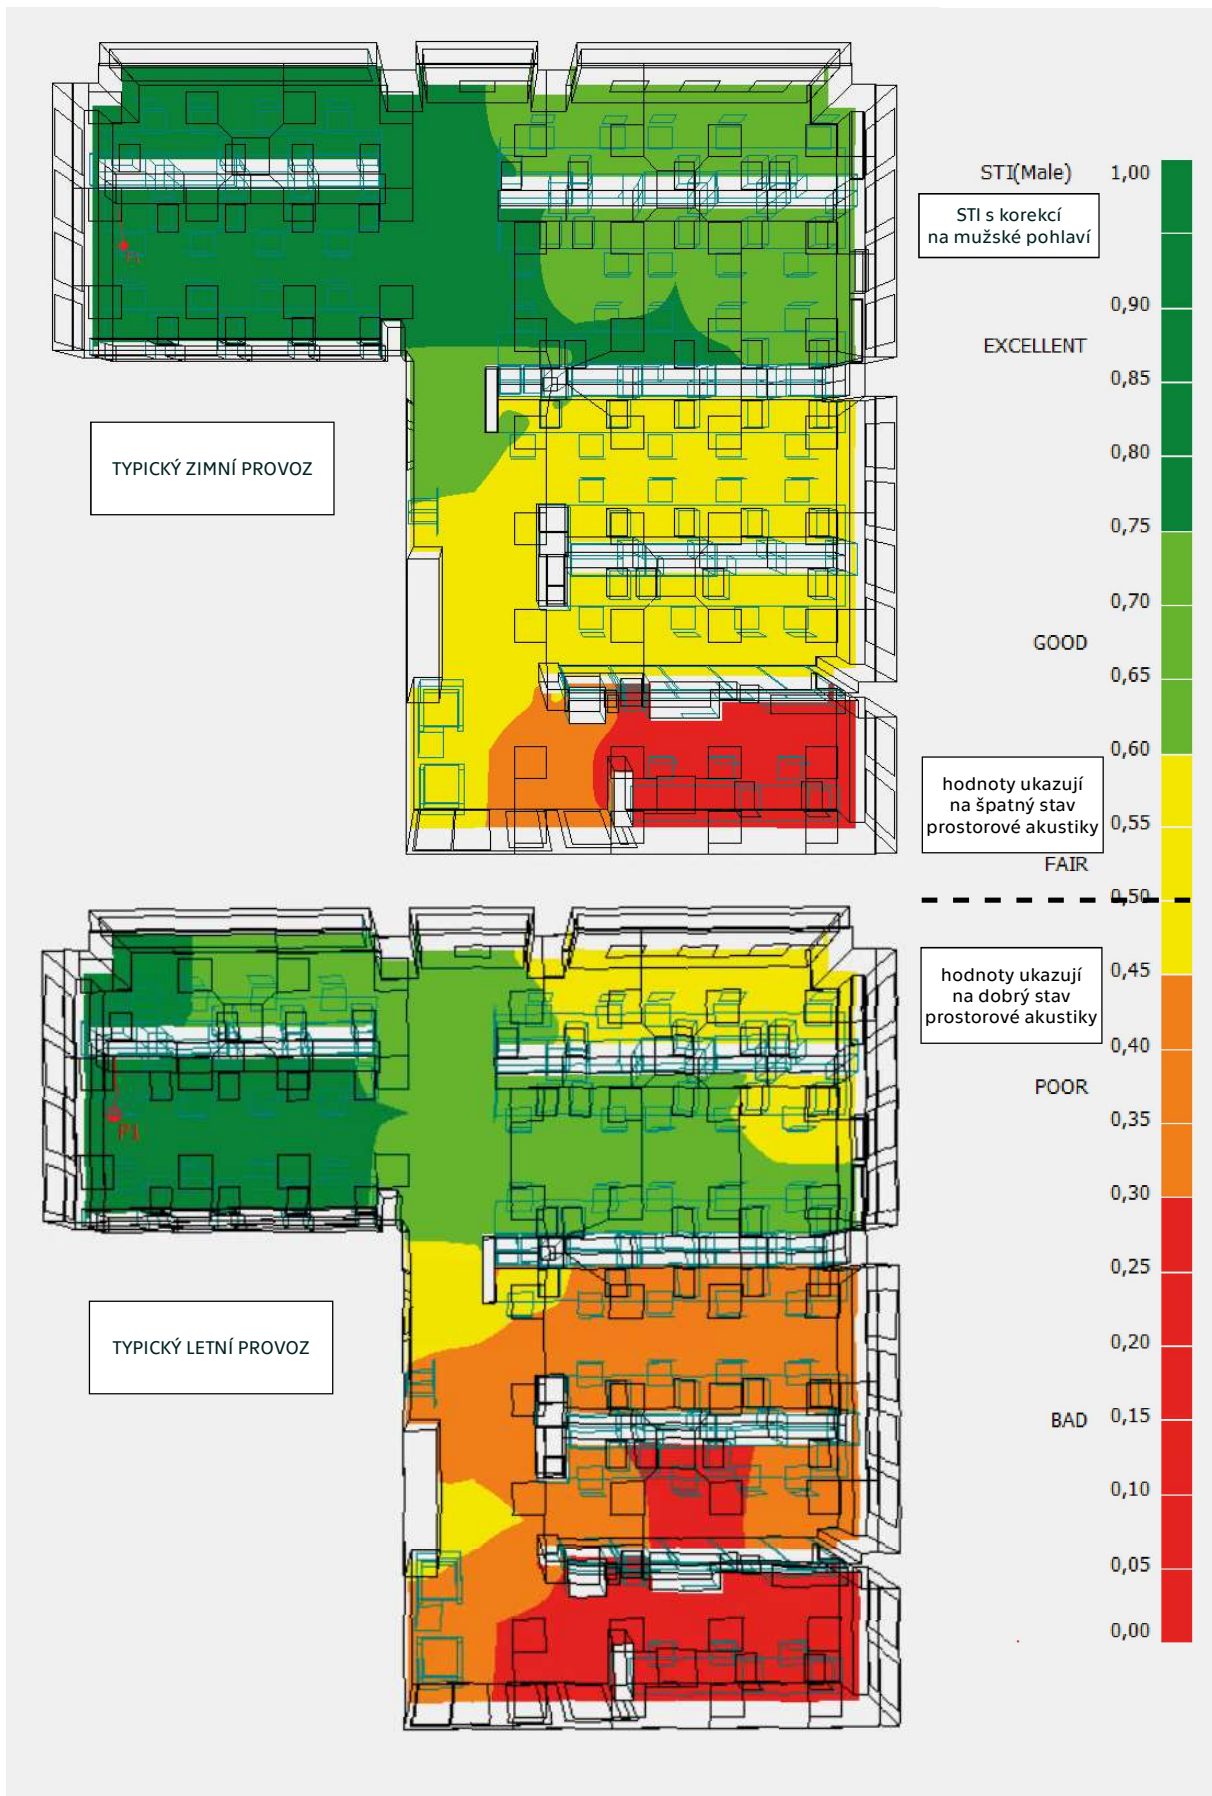 STI(Male)
1,00
STI s korekcí
na mužské pohlaví
0,90
EXCELLENT
0,85
0,80
0,75
0,70
GOOD
0,65
0,60
hodnoty ukazují
na špatný stav
prostorové akustiky
0,55
FAIR
0,50
0,45
hodnoty ukazují
na dobrý stav
prostorové akustiky
0,40
POOR
0,35
0,30
0,25
0,20
BAD
0,15
0,10
0,05
0,00
P1
TYPICKÝ ZIMNÍ PROVOZ
P1
TYPICKÝ LETNÍ PROVOZ